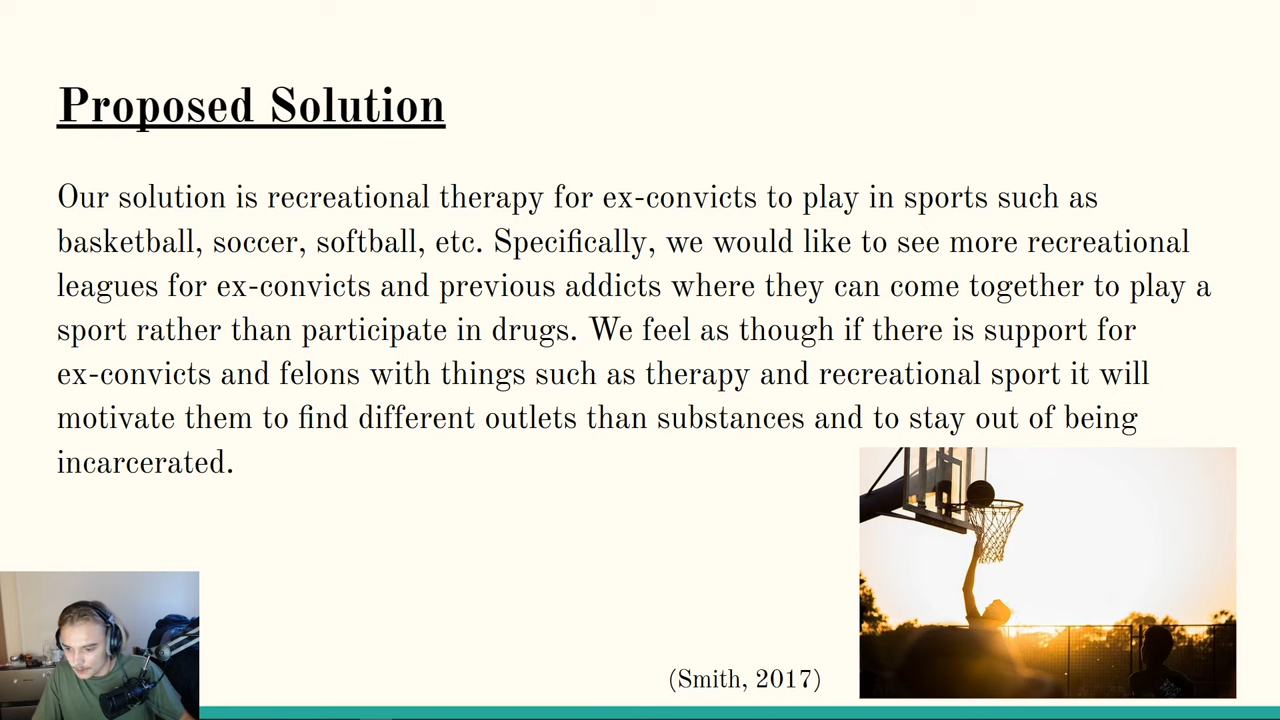 Proposed Solution
Our solution is recreational therapy for ex-convicts to play in sports such as
basketball, soccer, softball, etc. Specifically, we would like to see more recreational
leagues for ex-convicts and previous addicts where they can come together to play a
sport rather than participate in drugs. We feel as though if there is support for
ex-convicts and felons with things such as therapy and recreational sport it will
motivate them to find different outlets than substances and to stay out of being
incarcerated.
(Smith, 2017)